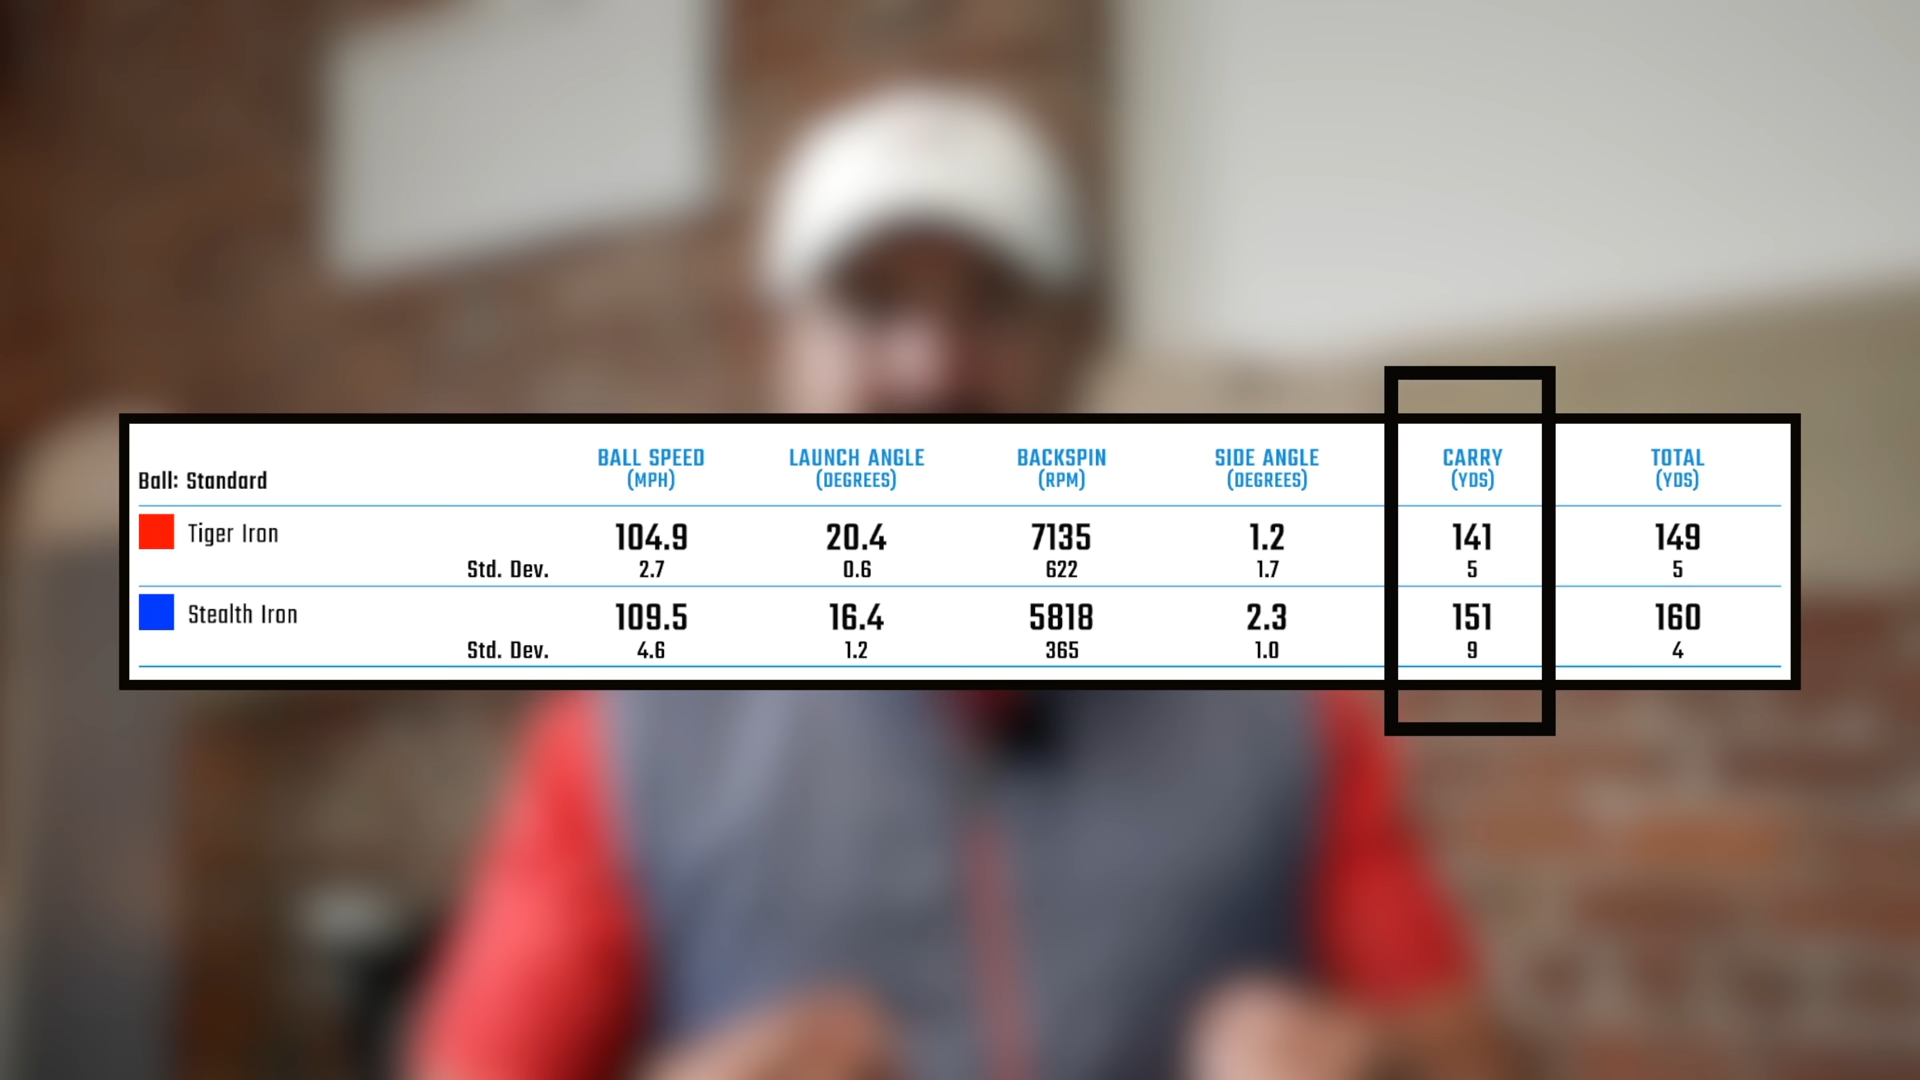 Ball: Standard
BALL SPEED (MPH) LAUNCH ANGLE (DEGREES) BACKSPIN (RPM) SIDE ANGLE (DEGREES) CARRY (YDS) TOTAL (YDS)
Tiger Iron 104.9 20.4 7135 1.2 141 149
Std. Dev. 2.7 0.6 622 1.7 5 5
Stealth Iron 109.5 16.4 5818 2.3 151 160
Std. Dev. 4.6 1.2 365 1.0 9 4